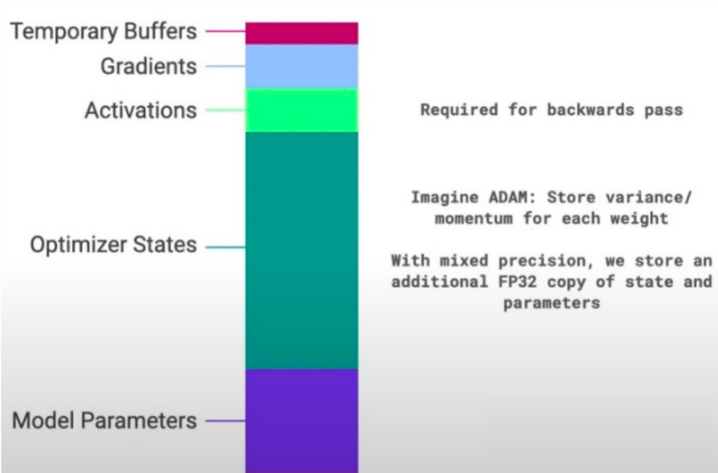 Temporary Buffers
Gradients
Activations
Required for backwards pass
Optimizer States
Imagine ADAM: Store variance/
momentum for each weight
With mixed precision, we store an
additional FP32 copy of state and
parameters
Model Parameters